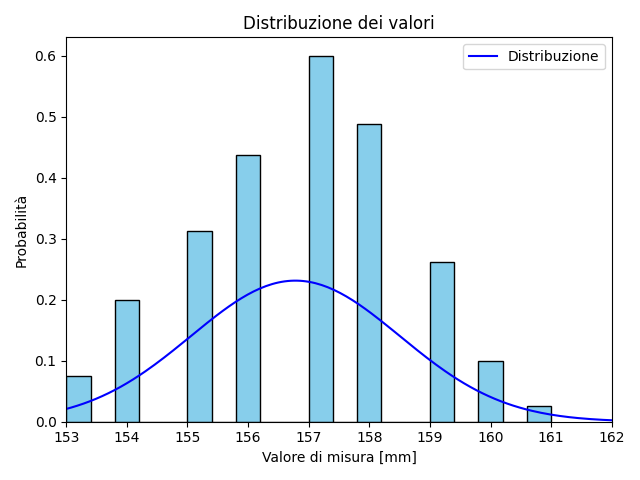 Distribuzione dei valori
Distribuzione
Probabilità
0.6
0.5
0.4
0.3
0.2
0.1
0.0
153 154 155 156 157 158 159 160 161 162
Valore di misura [mm]